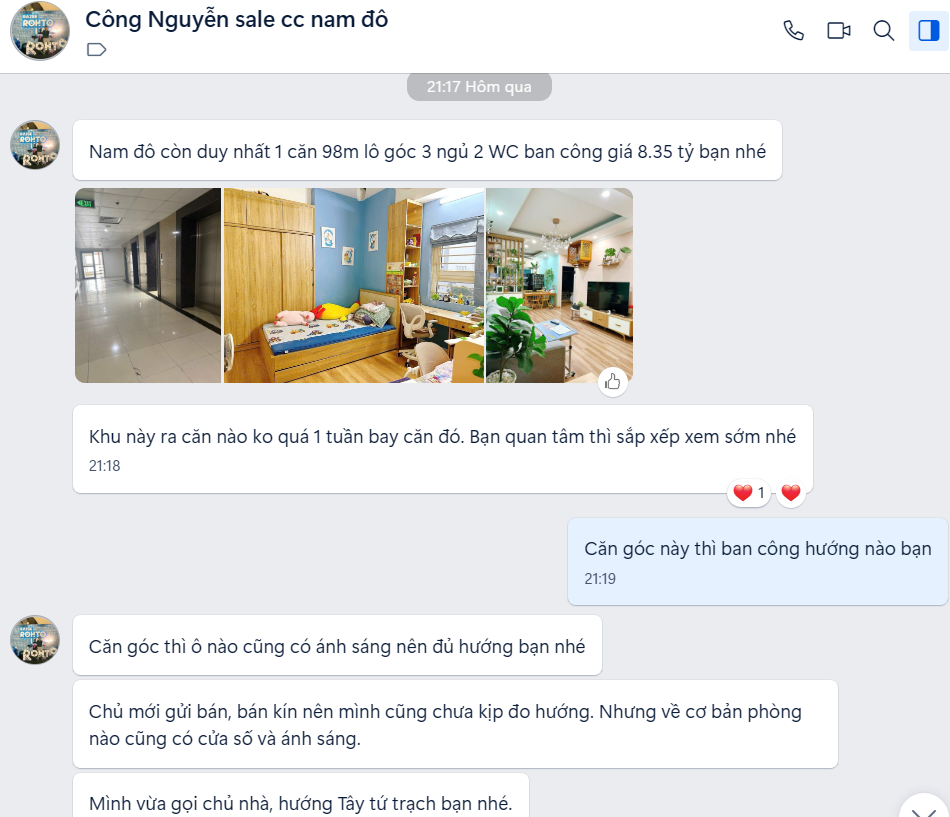 Công Nguyễn sale cc nam đô
21:17 Hôm qua
Nam đô còn duy nhất 1 căn 98m lô góc 3 ngủ 2 WC ban công giá 8.35 tỷ bạn nhé
Khu này ra căn nào ko quá 1 tuần bay căn đó. Bạn quan tâm thì sắp xếp xem sớm nhé
21:18
1
Căn góc này thì ban công hướng nào bạn
21:19
ROHTO
Căn góc thì ô nào cũng có ánh sáng nên đủ hướng bạn nhé
Chủ mới gửi bán, bán kín nên mình cũng chưa kịp đo hướng. Nhưng về cơ bản phòng
nào cũng có cửa sổ và ánh sáng.
Mình vừa gọi chủ nhà, hướng Tây tứ trạch bạn nhé.